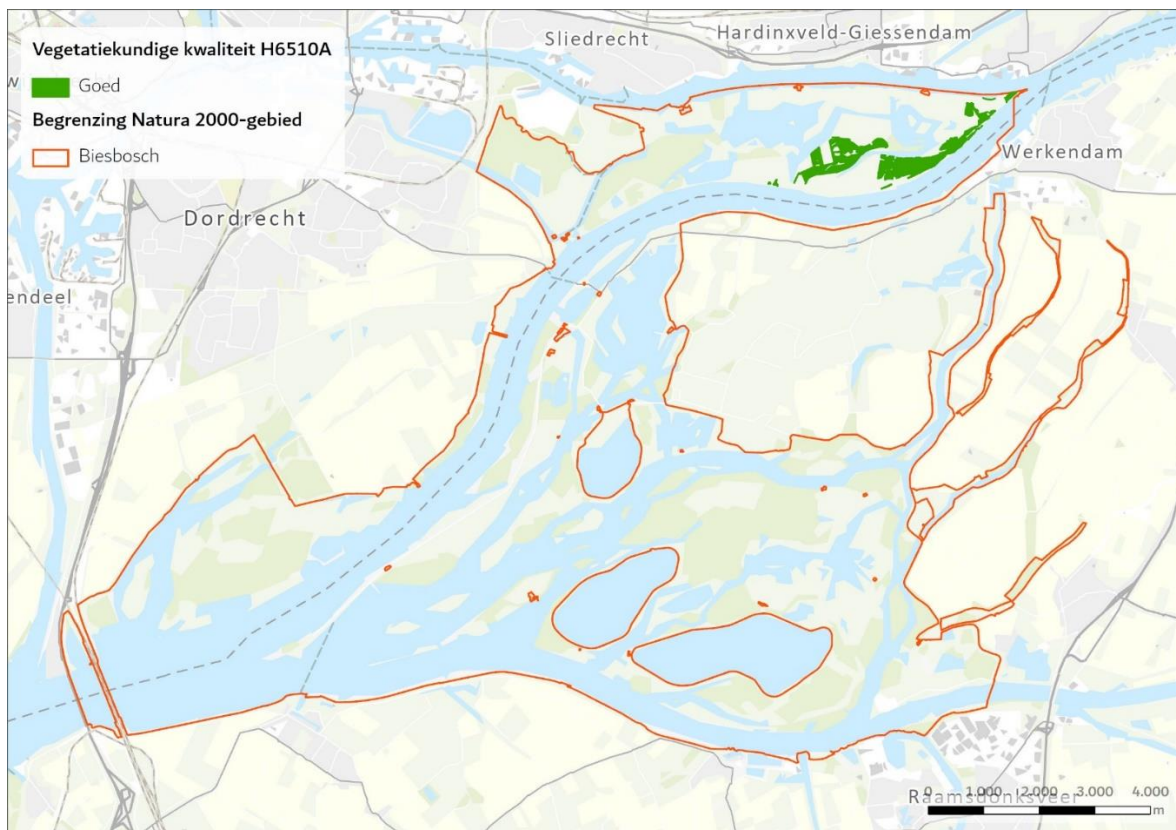 Vegetatiekundige kwaliteit H6510A
Goed
Begrenzing Natura 2000-gebied
Biesbosch
Sliedrecht
Hardinxveld-Giessendam
w
Werkendam
Dordrecht
endeel
Raamsdonksveer
0 1.000 2.000 3.000 4.000
m